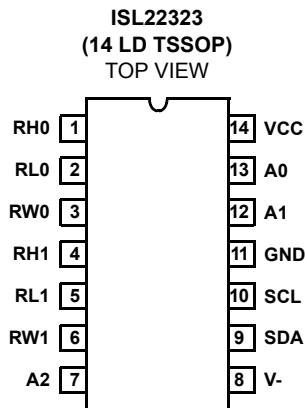 ISL22323
(14 LD TSSOP)
TOP VIEW
RH0 1 14 VCC
RL0 2 13 A0
RW0 3 12 A1
RH1 4 11 GND
RL1 5 10 SCL
RW1 6 9 SDA
A2 7 8 V-